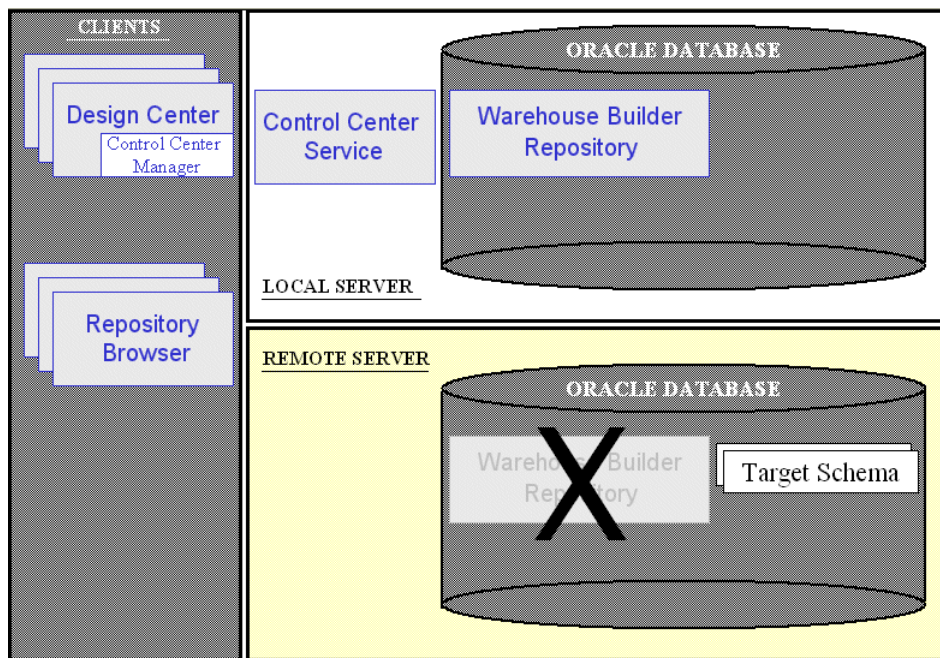 CLIENTS
Design Center
Control Center
Manager
Repository
Browser
Control Center
Service
ORACLE DATABASE
Warehouse Builder
Repository
LOCAL SERVER
REMOTE SERVER
ORACLE DATABASE
Warehouse Builder
Repository
X
Target Schema